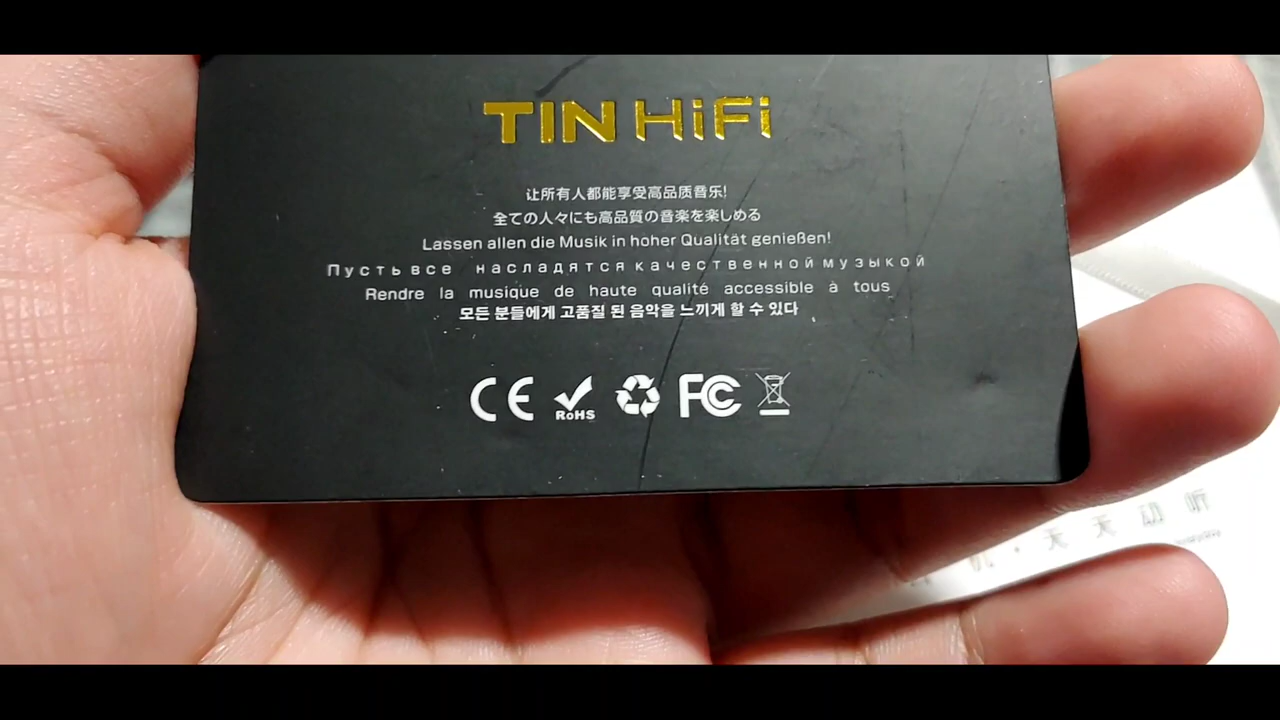 TIN HiFi
让所有人都能享受高品质音乐!
全ての人々にも高品質の音楽を楽しめる
Lassen allen die Musik in hoher Qualität genießen!
Пусть все насладятся качественной музыкой
Rendre la musique de haute qualité accessible à tous
모든 분들에게 고품질 된 음악을 느끼게 할 수 있다
CE RoHS FC
天天动听